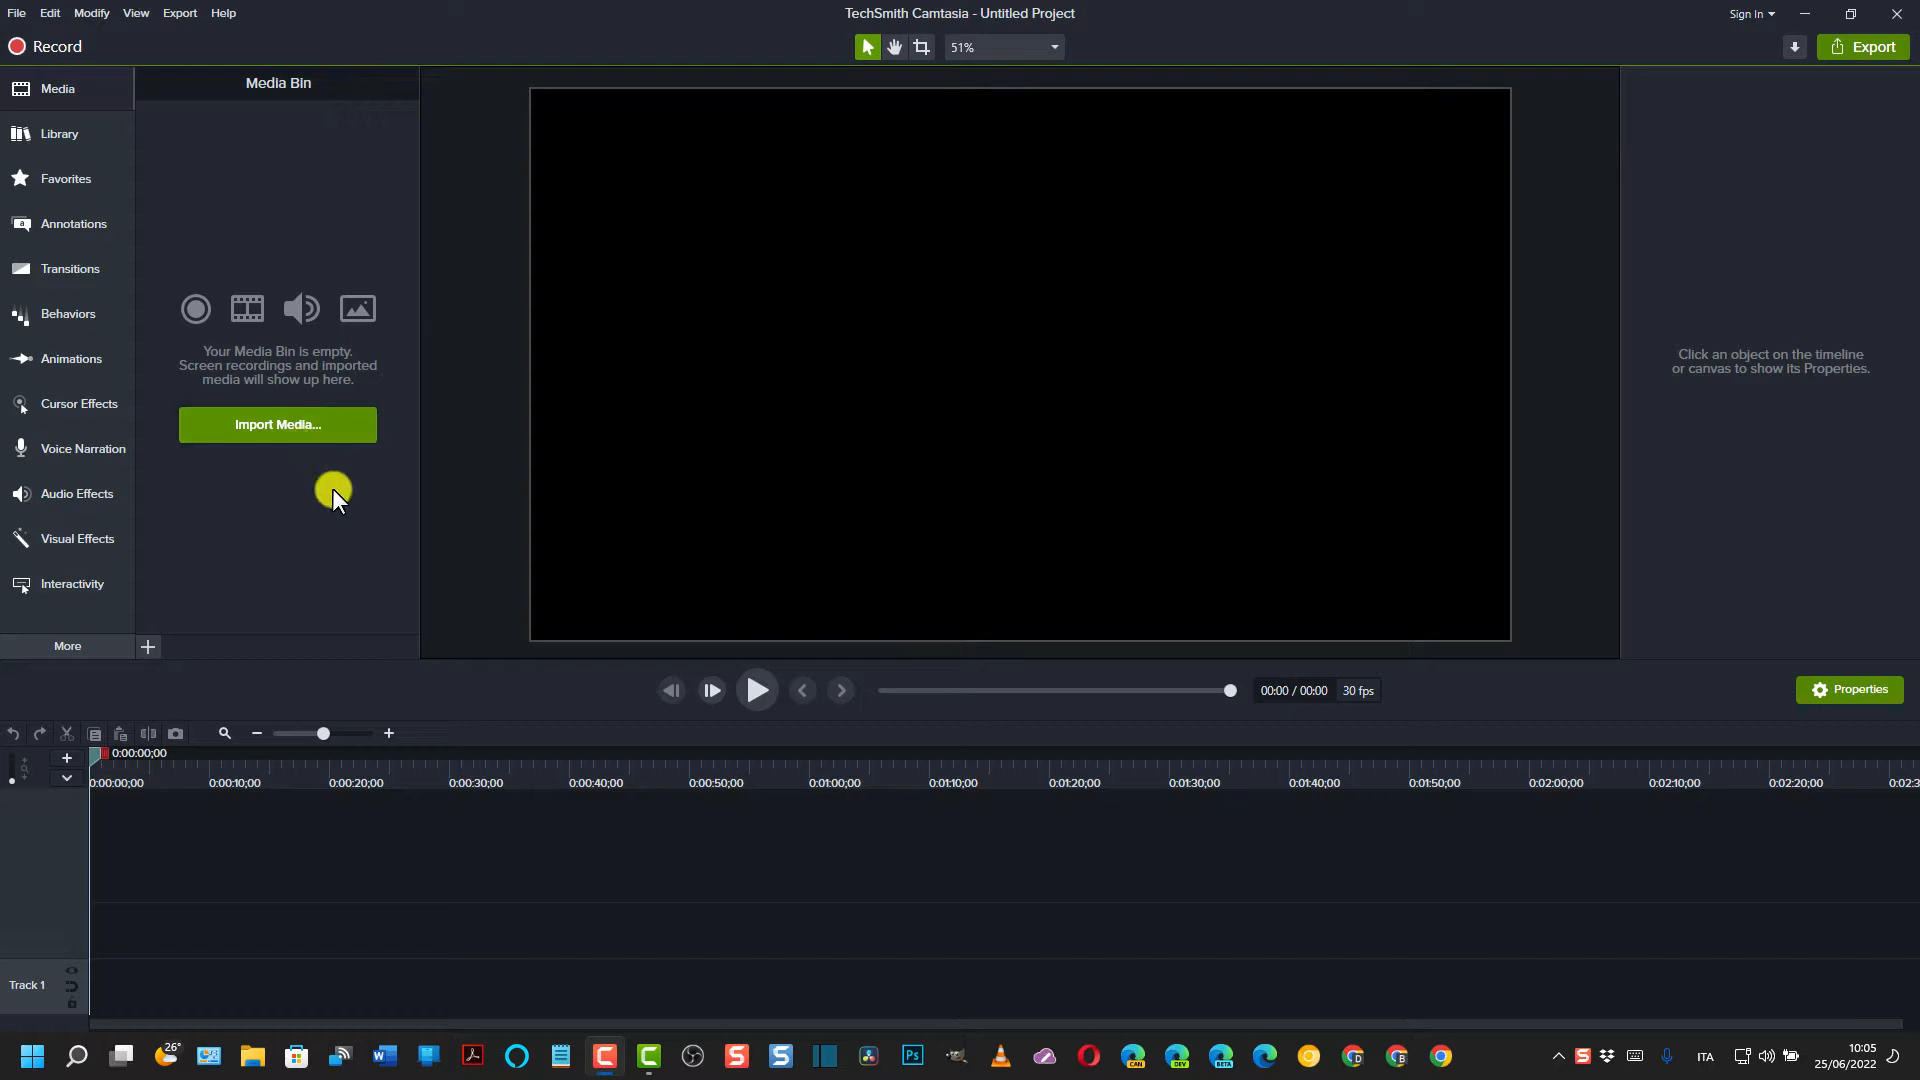 File Edit Modify View Export Help
TechSmith Camtasia - Untitled Project
Sign In
Record
51%
Export
Media
Library
Favorites
Annotations
Transitions
Behaviors
Animations
Cursor Effects
Voice Narration
Audio Effects
Visual Effects
Interactivity
More
Media Bin
Your Media Bin is empty.
Screen recordings and imported
media will show up here.
Import Media...
Click an object on the timeline
or canvas to show its Properties.
00:00 / 00:00 30 fps
Properties
0:00:00;00
0:00:00;00 0:00:10;00 0:00:20;00 0:00:30;00 0:00:40;00 0:00:50;00 0:01:00;00 0:01:10;00 0:01:20;00 0:01:30;00 0:01:40;00 0:01:50;00 0:02:00;00 0:02:10;00 0:02:20;00 0:02:3
Track 1
26°
W
Ps
CAN
DEV
BETA
D
B
ITA
10:05
25/06/2022